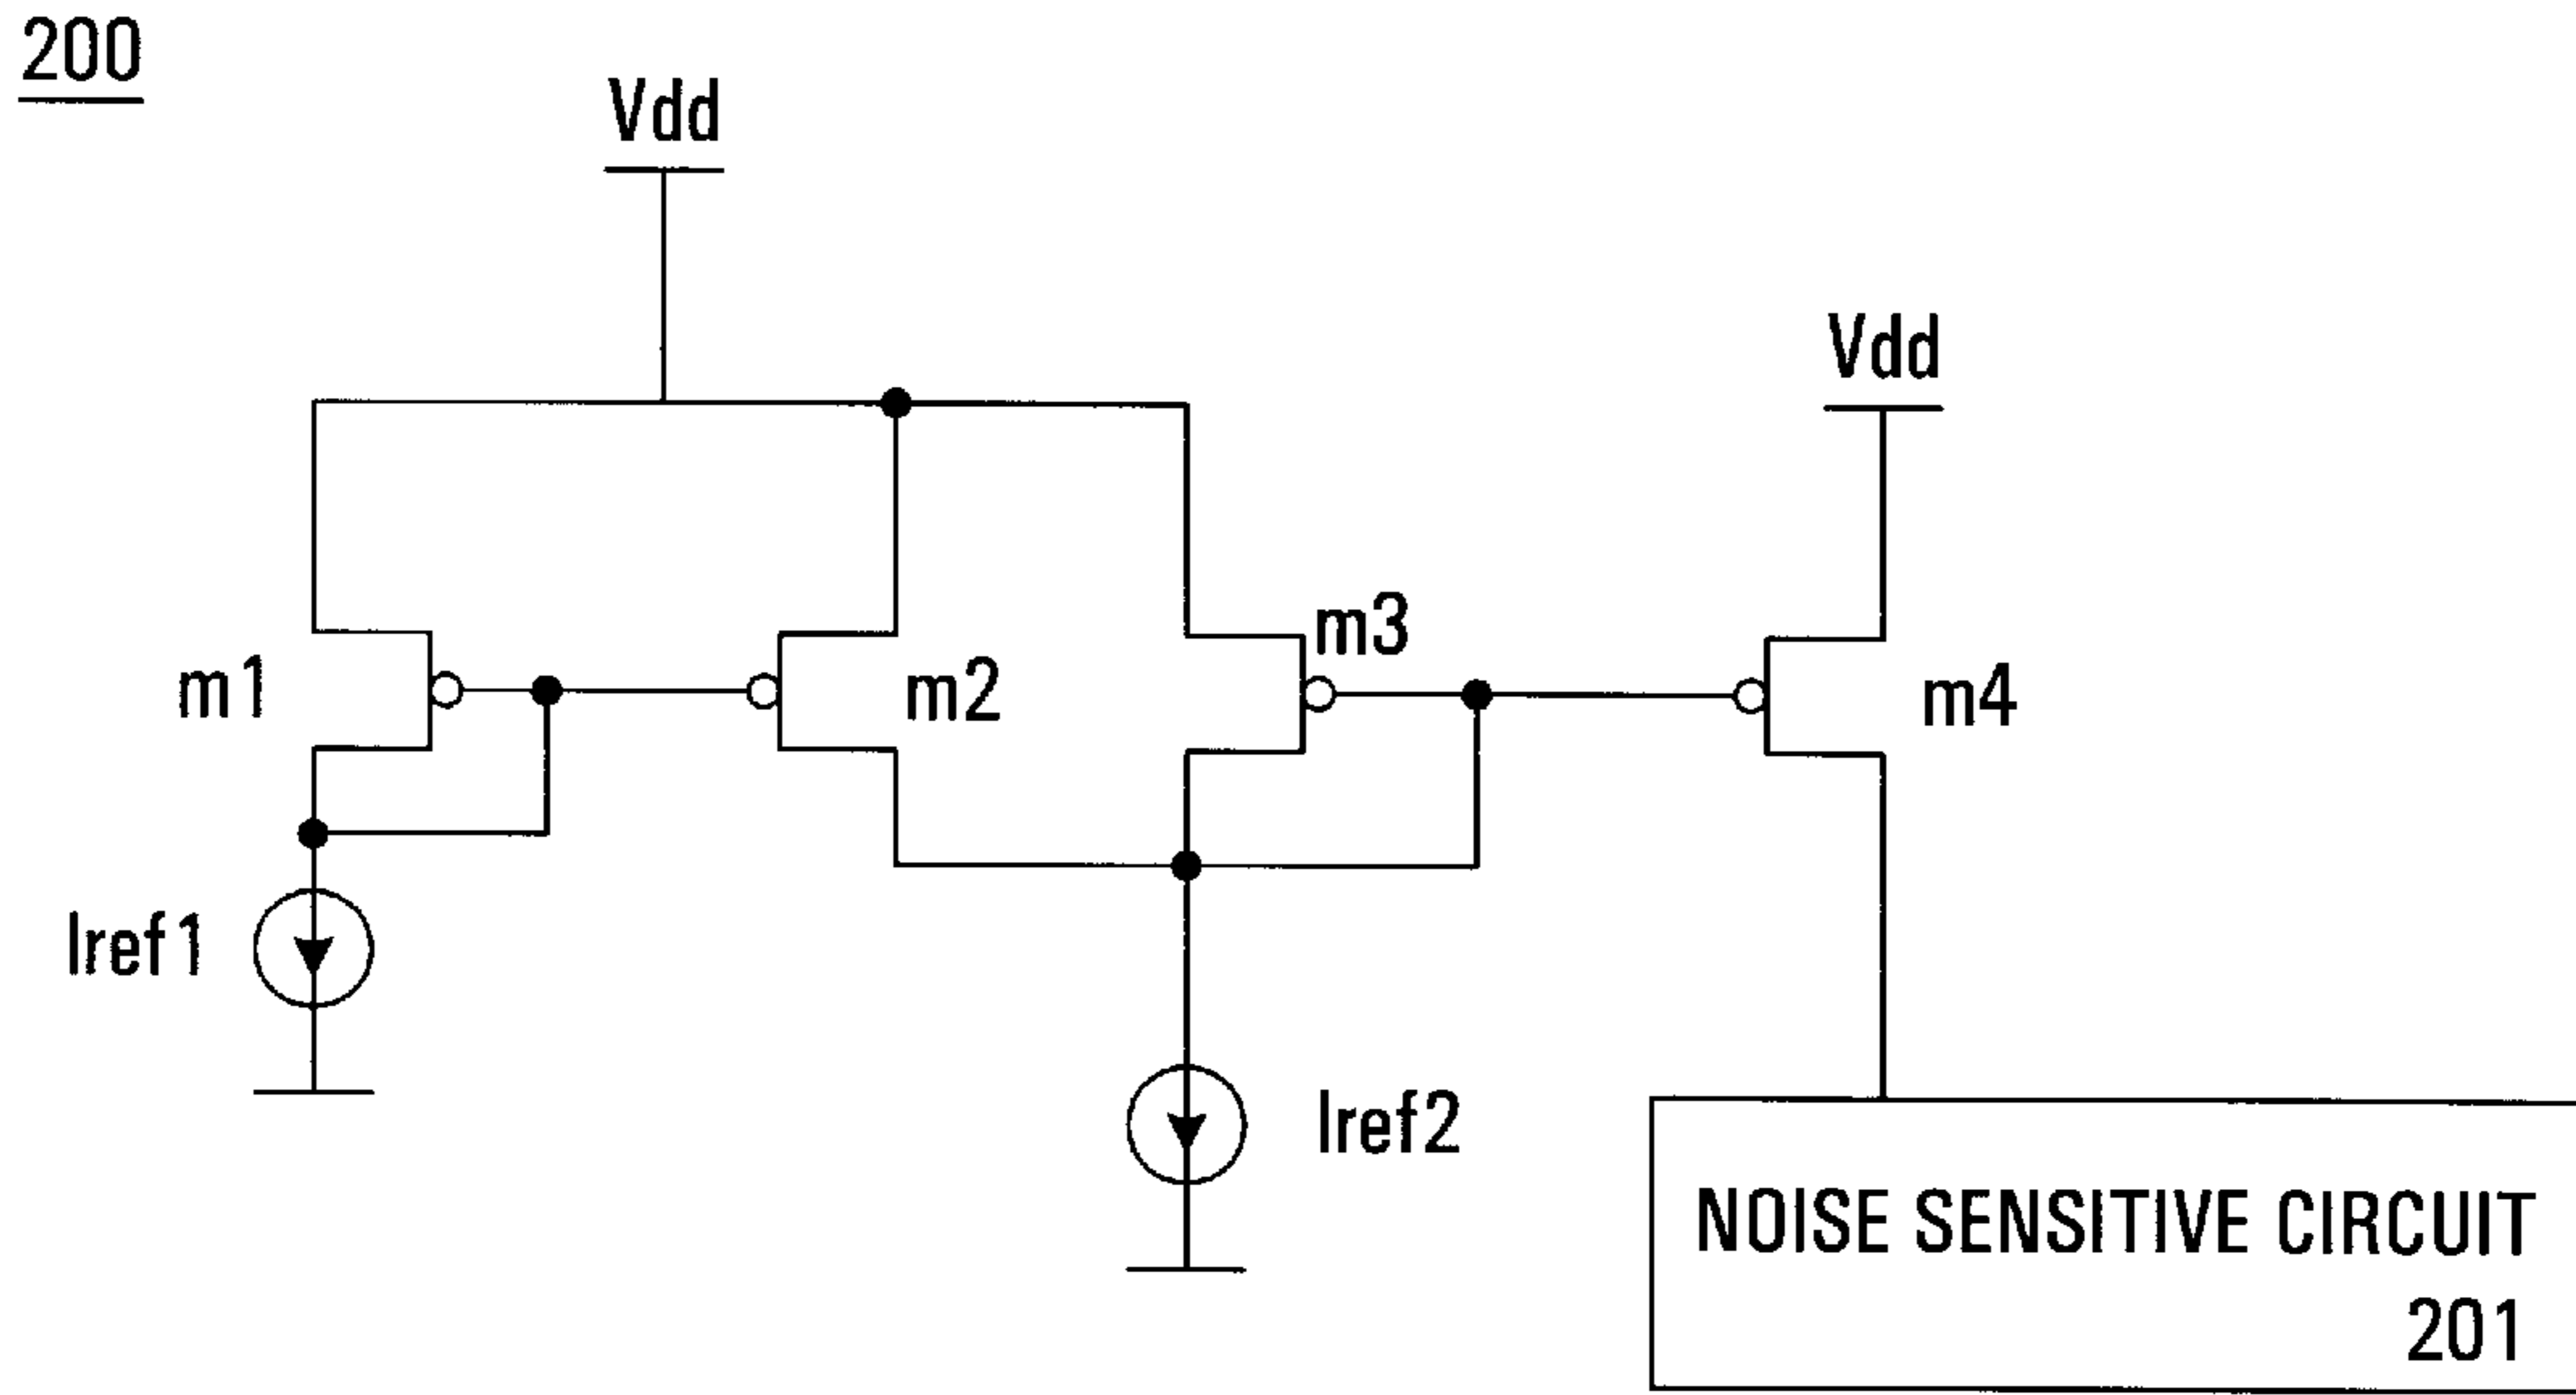 200
Vdd
Vdd
m3
m1
m2
m4
Iref1
Iref2
NOISE SENSITIVE CIRCUIT
201